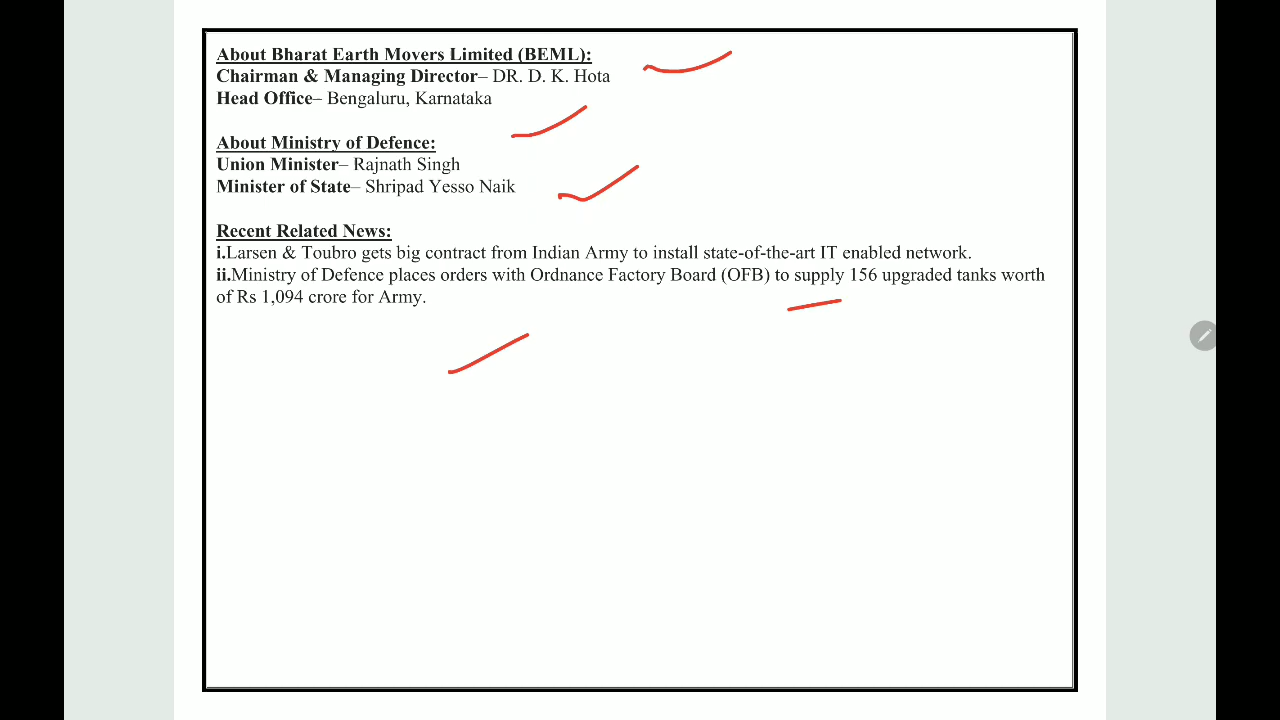 About Bharat Earth Movers Limited (BEML):
Chairman & Managing Director– DR. D. K. Hota
Head Office– Bengaluru, Karnataka
About Ministry of Defence:
Union Minister– Rajnath Singh
Minister of State– Shripad Yesso Naik
Recent Related News:
i.Larsen & Toubro gets big contract from Indian Army to install state-of-the-art IT enabled network.
ii.Ministry of Defence places orders with Ordnance Factory Board (OFB) to supply 156 upgraded tanks worth
of Rs 1,094 crore for Army.